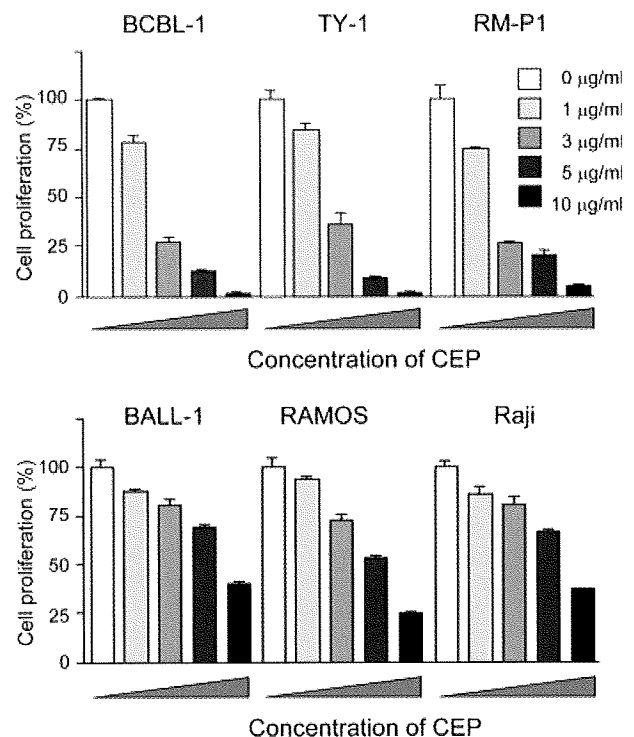 BCBL-1 TY-1 RM-P1
0 µg/ml
1 µg/ml
3 µg/ml
5 µg/ml
10 µg/ml
Cell proliferation (%)
100
75
50
25
0
Concentration of CEP
BALL-1 RAMOS Raji
Cell proliferation (%)
100
75
50
25
0
Concentration of CEP